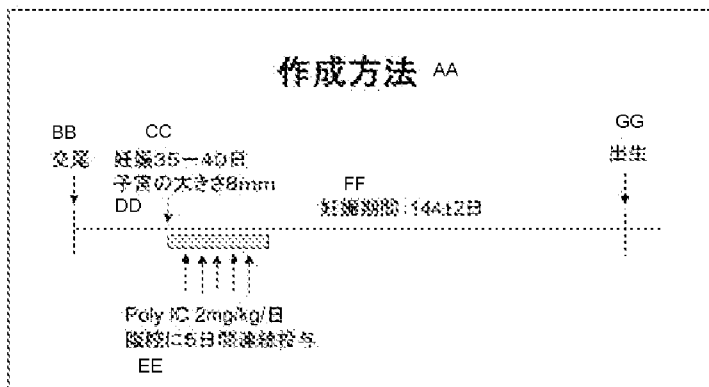 作成方法 AA
BB
交尾
CC
妊娠35－40日
子宮の大きさ8mm
DD
FF
妊娠期間：144±2日
GG
出生
Poly IC 2mg/kg/日
腹腔に5日間連続投与
EE